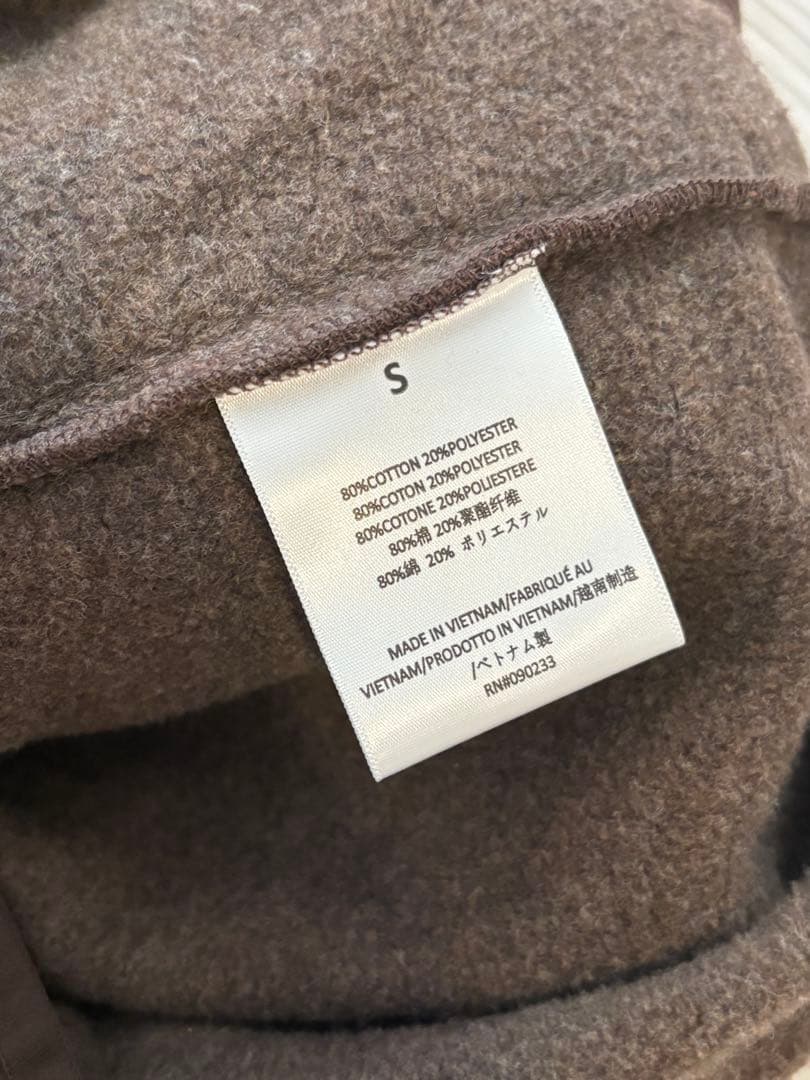 S
80%COTTON 20%POLYESTER
80%COTON 20%POLYESTER
80%COTONE 20%POLIESTERE
80%棉 20%聚酯纤维
80%綿 20% ポリエステル
MADE IN VIETNAM/FABRIQUÉ AU
VIETNAM/PRODOTTO IN VIETNAM/越南制造
/ベトナム製
RN#090233